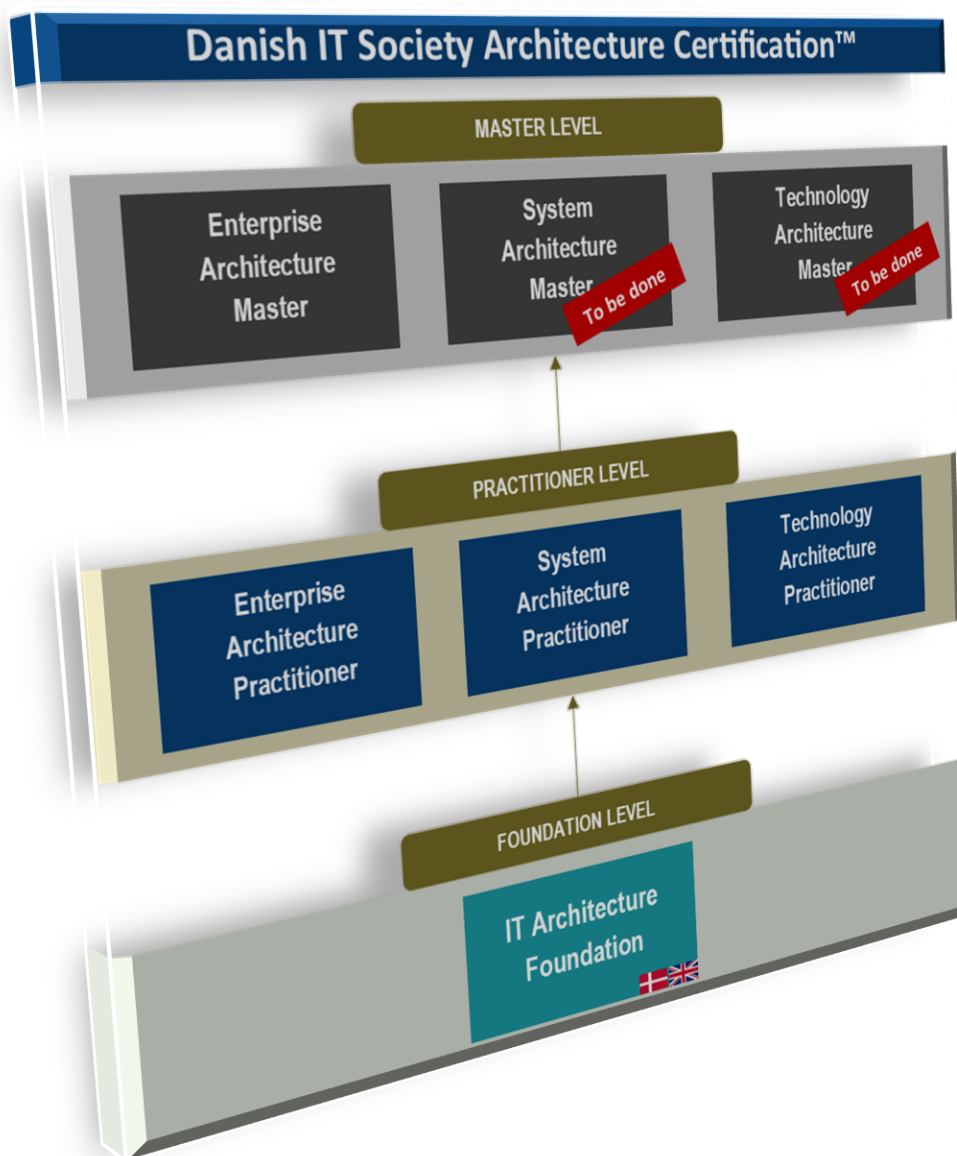 Danish IT Society Architecture Certification™
MASTER LEVEL
Enterprise
Architecture
Master
System
Architecture
Master
To be done
Technology
Architecture
Master
To be done
PRACTITIONER LEVEL
Enterprise
Architecture
Practitioner
System
Architecture
Practitioner
Technology
Architecture
Practitioner
FOUNDATION LEVEL
IT Architecture
Foundation